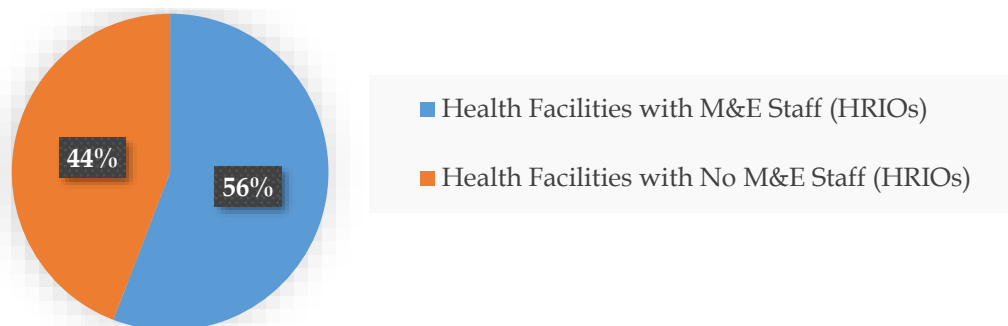 44%
56%
Health Facilities with M&E Staff (HRIOs)
Health Facilities with No M&E Staff (HRIOs)